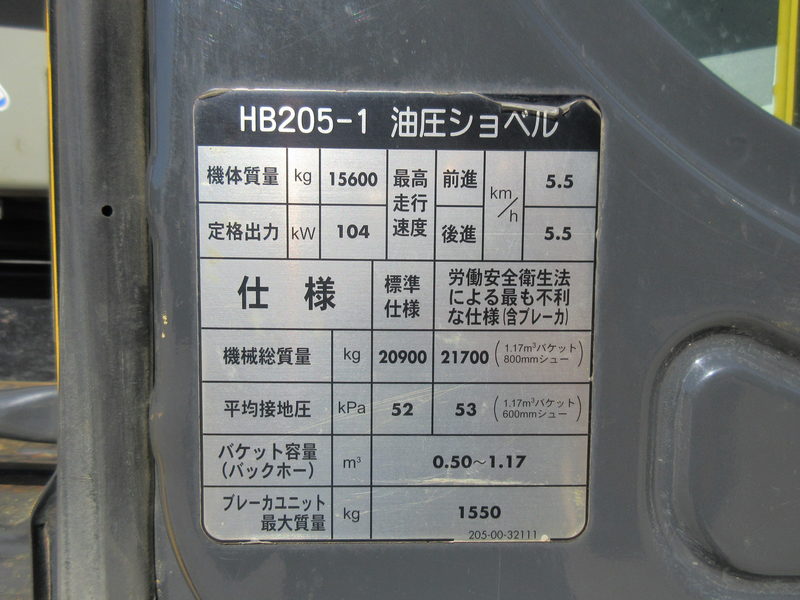 HB205-1 油圧ショベル
機体質量 kg 15600 最高走行速度 前進 km/h 5.5
定格出力 kW 104 後進 5.5
仕様 標準仕様 労働安全衛生法による最も不利な仕様(含ブレーカ)
機械総質量 kg 20900 21700 (1.17m³バケット 800mmシュー)
平均接地圧 kPa 52 53 (1.17m³バケット 600mmシュー)
バケット容量(バックホー) m³ 0.50~1.17
ブレーカユニット最大質量 kg 1550
205-00-32111